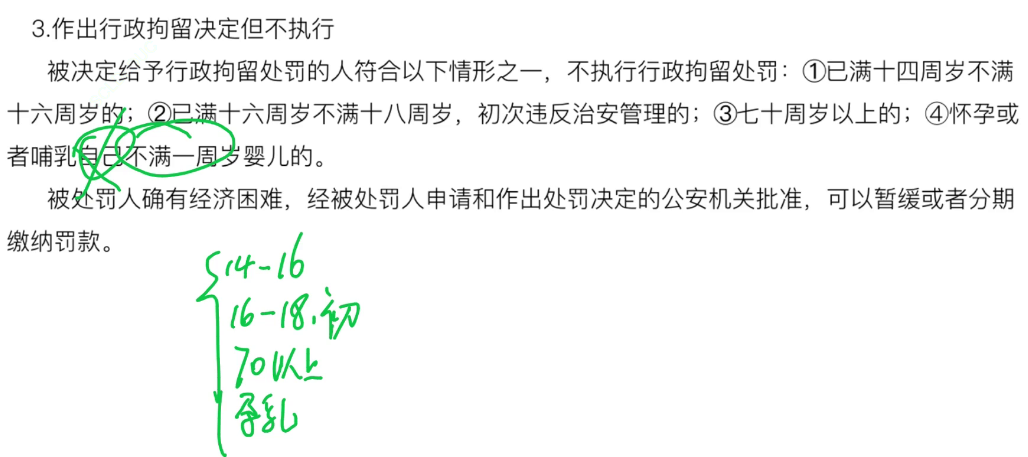 3.作出行政拘留决定但不执行
被决定给予行政拘留处罚的人符合以下情形之一，不执行行政拘留处罚：①已满十四周岁不满
十六周岁的；②已满十六周岁不满十八周岁，初次违反治安管理的；③七十周岁以上的；④怀孕或
者哺乳自己不满一周岁婴儿的。
被处罚人确有经济困难，经被处罚人申请和作出处罚决定的公安机关批准，可以暂缓或者分期
缴纳罚款。
14-16
16-18.初
70以上
孕乳